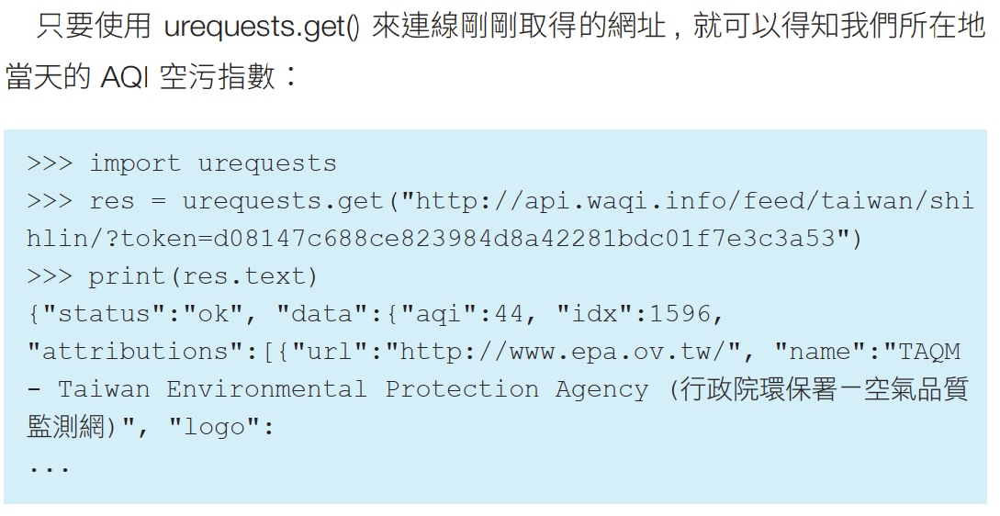 只要使用 urequests.get() 來連線剛剛取得的網址，就可以得知我們所在地
當天的 AQI 空污指數：
>>> import urequests
>>> res = urequests.get("http://api.waqi.info/feed/taiwan/shi
hlin/?token=d08147c688ce823984d8a42281bdc01f7e3c3a53")
>>> print(res.text)
{"status":"ok", "data":{"aqi":44, "idx":1596,
"attributions":[{"url":"http://www.epa.ov.tw/", "name":"TAQM
- Taiwan Environmental Protection Agency (行政院環保署－空氣品質
監測網)", "logo":
...